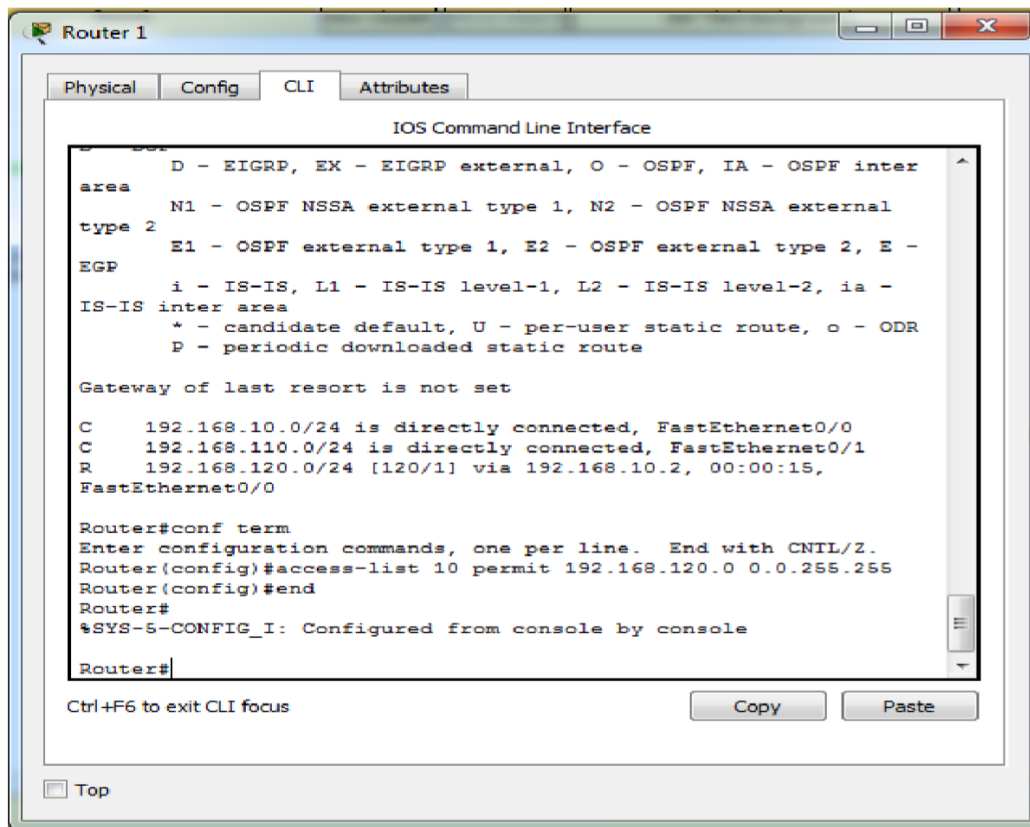 Router 1
Physical Config CLI Attributes
IOS Command Line Interface
D - EIGRP, EX - EIGRP external, O - OSPF, IA - OSPF inter
area
N1 - OSPF NSSA external type 1, N2 - OSPF NSSA external
type 2
E1 - OSPF external type 1, E2 - OSPF external type 2, E -
EGP
i - IS-IS, L1 - IS-IS level-1, L2 - IS-IS level-2, ia -
IS-IS inter area
* - candidate default, U - per-user static route, o - ODR
P - periodic downloaded static route
Gateway of last resort is not set
C 192.168.10.0/24 is directly connected, FastEthernet0/0
C 192.168.110.0/24 is directly connected, FastEthernet0/1
R 192.168.120.0/24 [120/1] via 192.168.10.2, 00:00:15,
FastEthernet0/0
Router#conf term
Enter configuration commands, one per line. End with CNTL/Z.
Router(config)#access-list 10 permit 192.168.120.0 0.0.255.255
Router(config)#end
Router#
%SYS-5-CONFIG_I: Configured from console by console
Router#
Ctrl+F6 to exit CLI focus
Copy Paste
Top